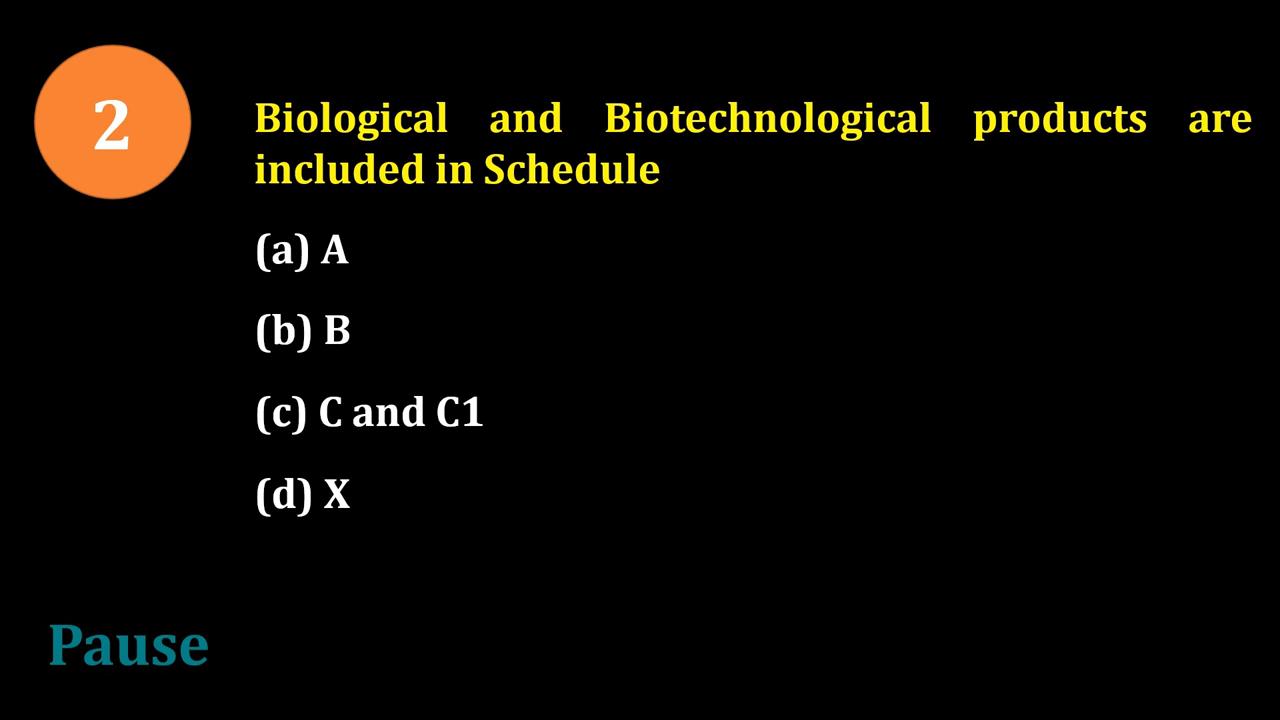 2
Biological and Biotechnological products are
included in Schedule
(a) A
(b) B
(c) C and C1
(d) X
Pause